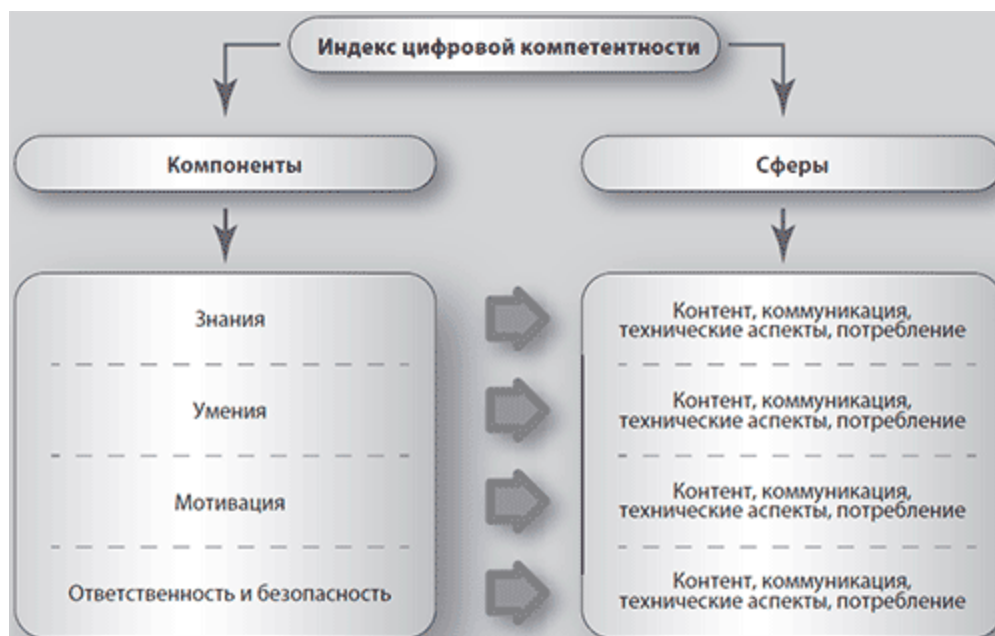 Индекс цифровой компетентности
Компоненты
Сферы
Знания
Контент, коммуникация,
технические аспекты, потребление
Умения
Контент, коммуникация,
технические аспекты, потребление
Мотивация
Контент, коммуникация,
технические аспекты, потребление
Ответственность и безопасность
Контент, коммуникация,
технические аспекты, потребление